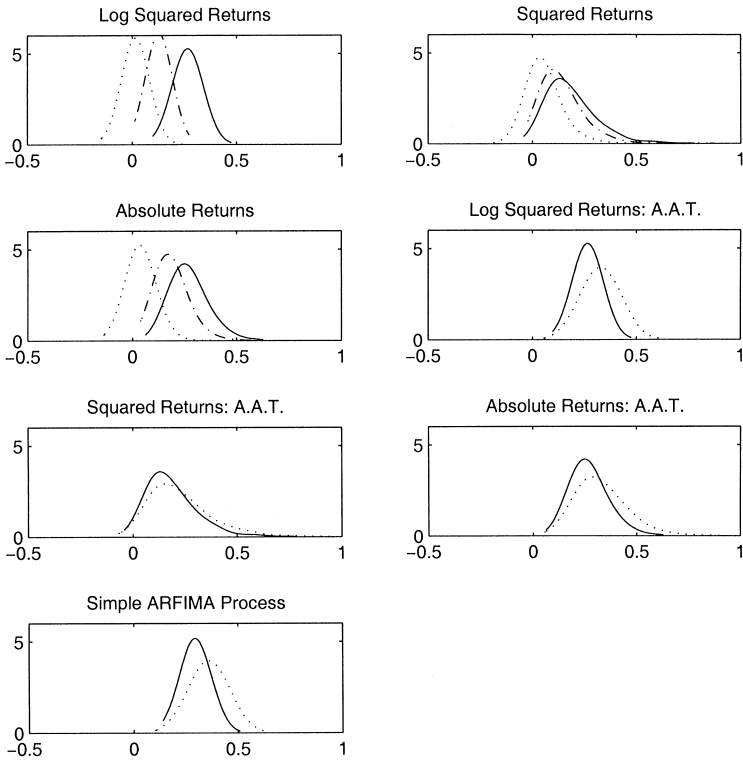 Log Squared Returns
5
0
−0.5 0 0.5 1
Squared Returns
5
0
−0.5 0 0.5 1
Absolute Returns
5
0
−0.5 0 0.5 1
Log Squared Returns: A.A.T.
5
0
−0.5 0 0.5 1
Squared Returns: A.A.T.
5
0
−0.5 0 0.5 1
Absolute Returns: A.A.T.
5
0
−0.5 0 0.5 1
Simple ARFIMA Process
5
0
−0.5 0 0.5 1